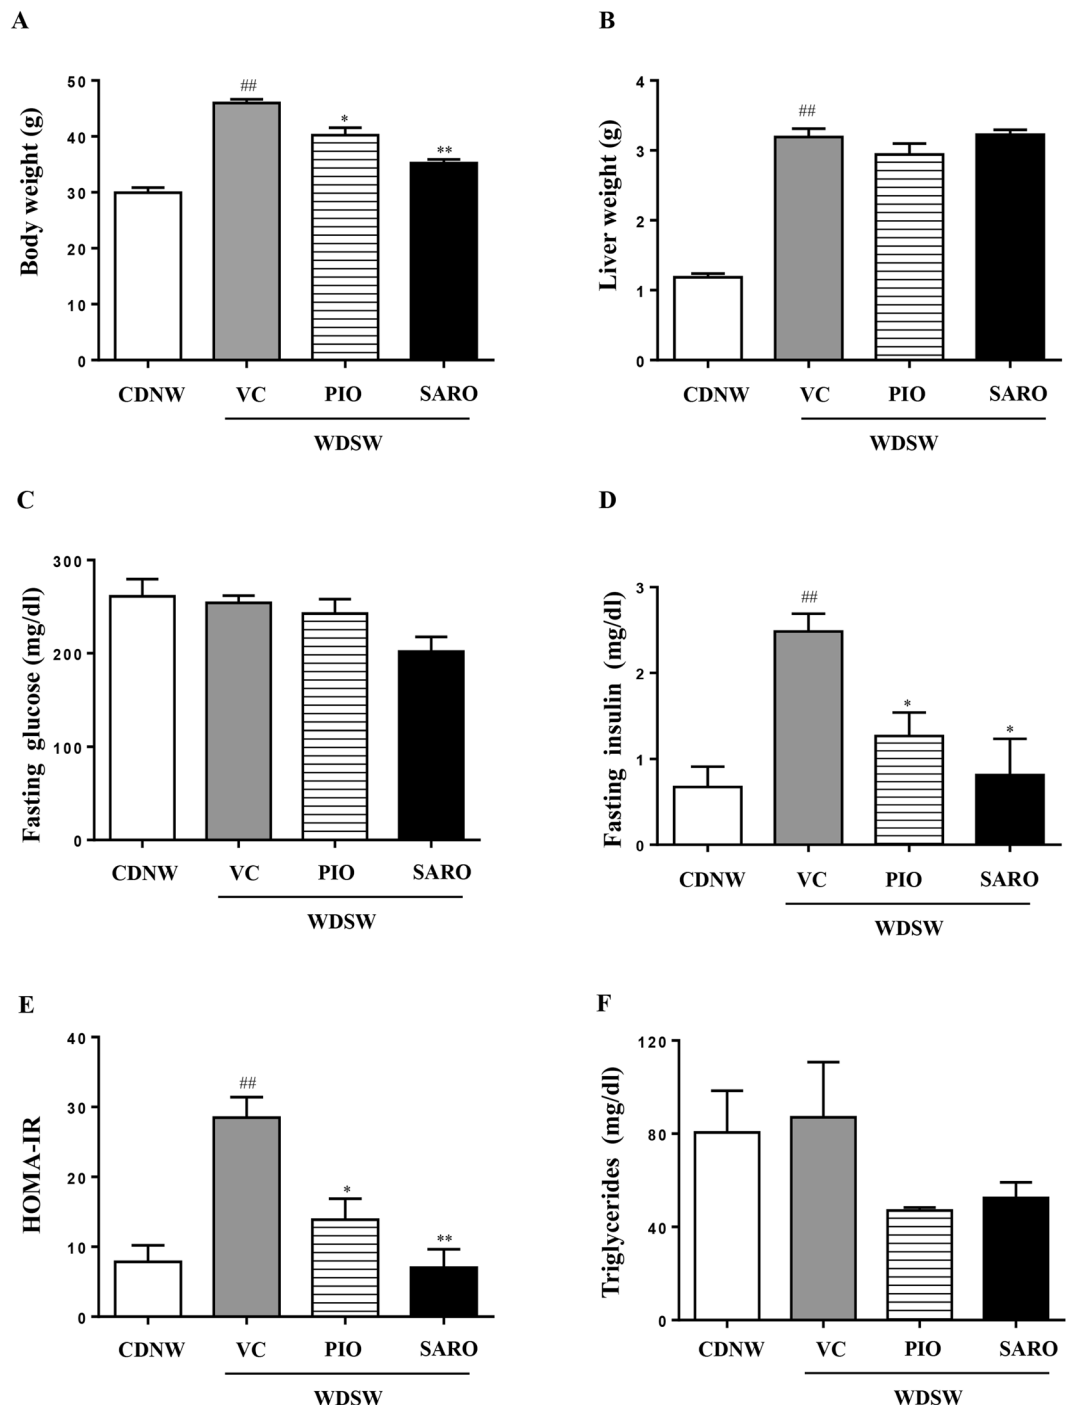 A
Body weight (g)
50
40
30
20
10
0
##
*
**
CDNW VC PIO SARO
WDSW
B
Liver weight (g)
4
3
2
1
0
##
CDNW VC PIO SARO
WDSW
C
Fasting glucose (mg/dl)
300
200
100
0
CDNW VC PIO SARO
WDSW
D
Fasting insulin (mg/dl)
3
2
1
0
##
*
*
CDNW VC PIO SARO
WDSW
E
HOMA-IR
40
30
20
10
0
##
*
**
CDNW VC PIO SARO
WDSW
F
Triglycerides (mg/dl)
120
80
40
0
CDNW VC PIO SARO
WDSW